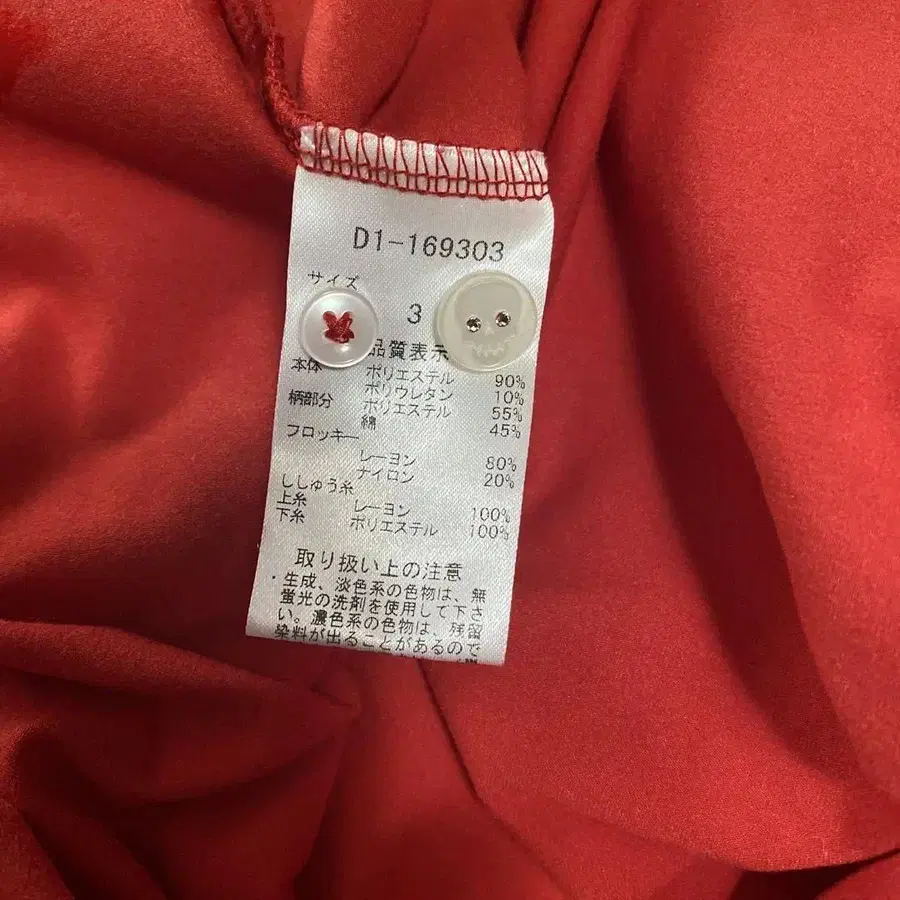 D1-169303
サイズ
3
品質表示
本体 ポリエステル 90%
ポリウレタン 10%
柄部分 ポリエステル 55%
綿 45%
フロッキー
レーヨン 80%
ナイロン 20%
ししゅう糸
上糸 レーヨン 100%
下糸 ポリエステル 100%
取り扱い上の注意
・生成、淡色系の色物は、無
蛍光の洗剤を使用して下さ
い。濃色系の色物は、残留
染料が出ることがあるので